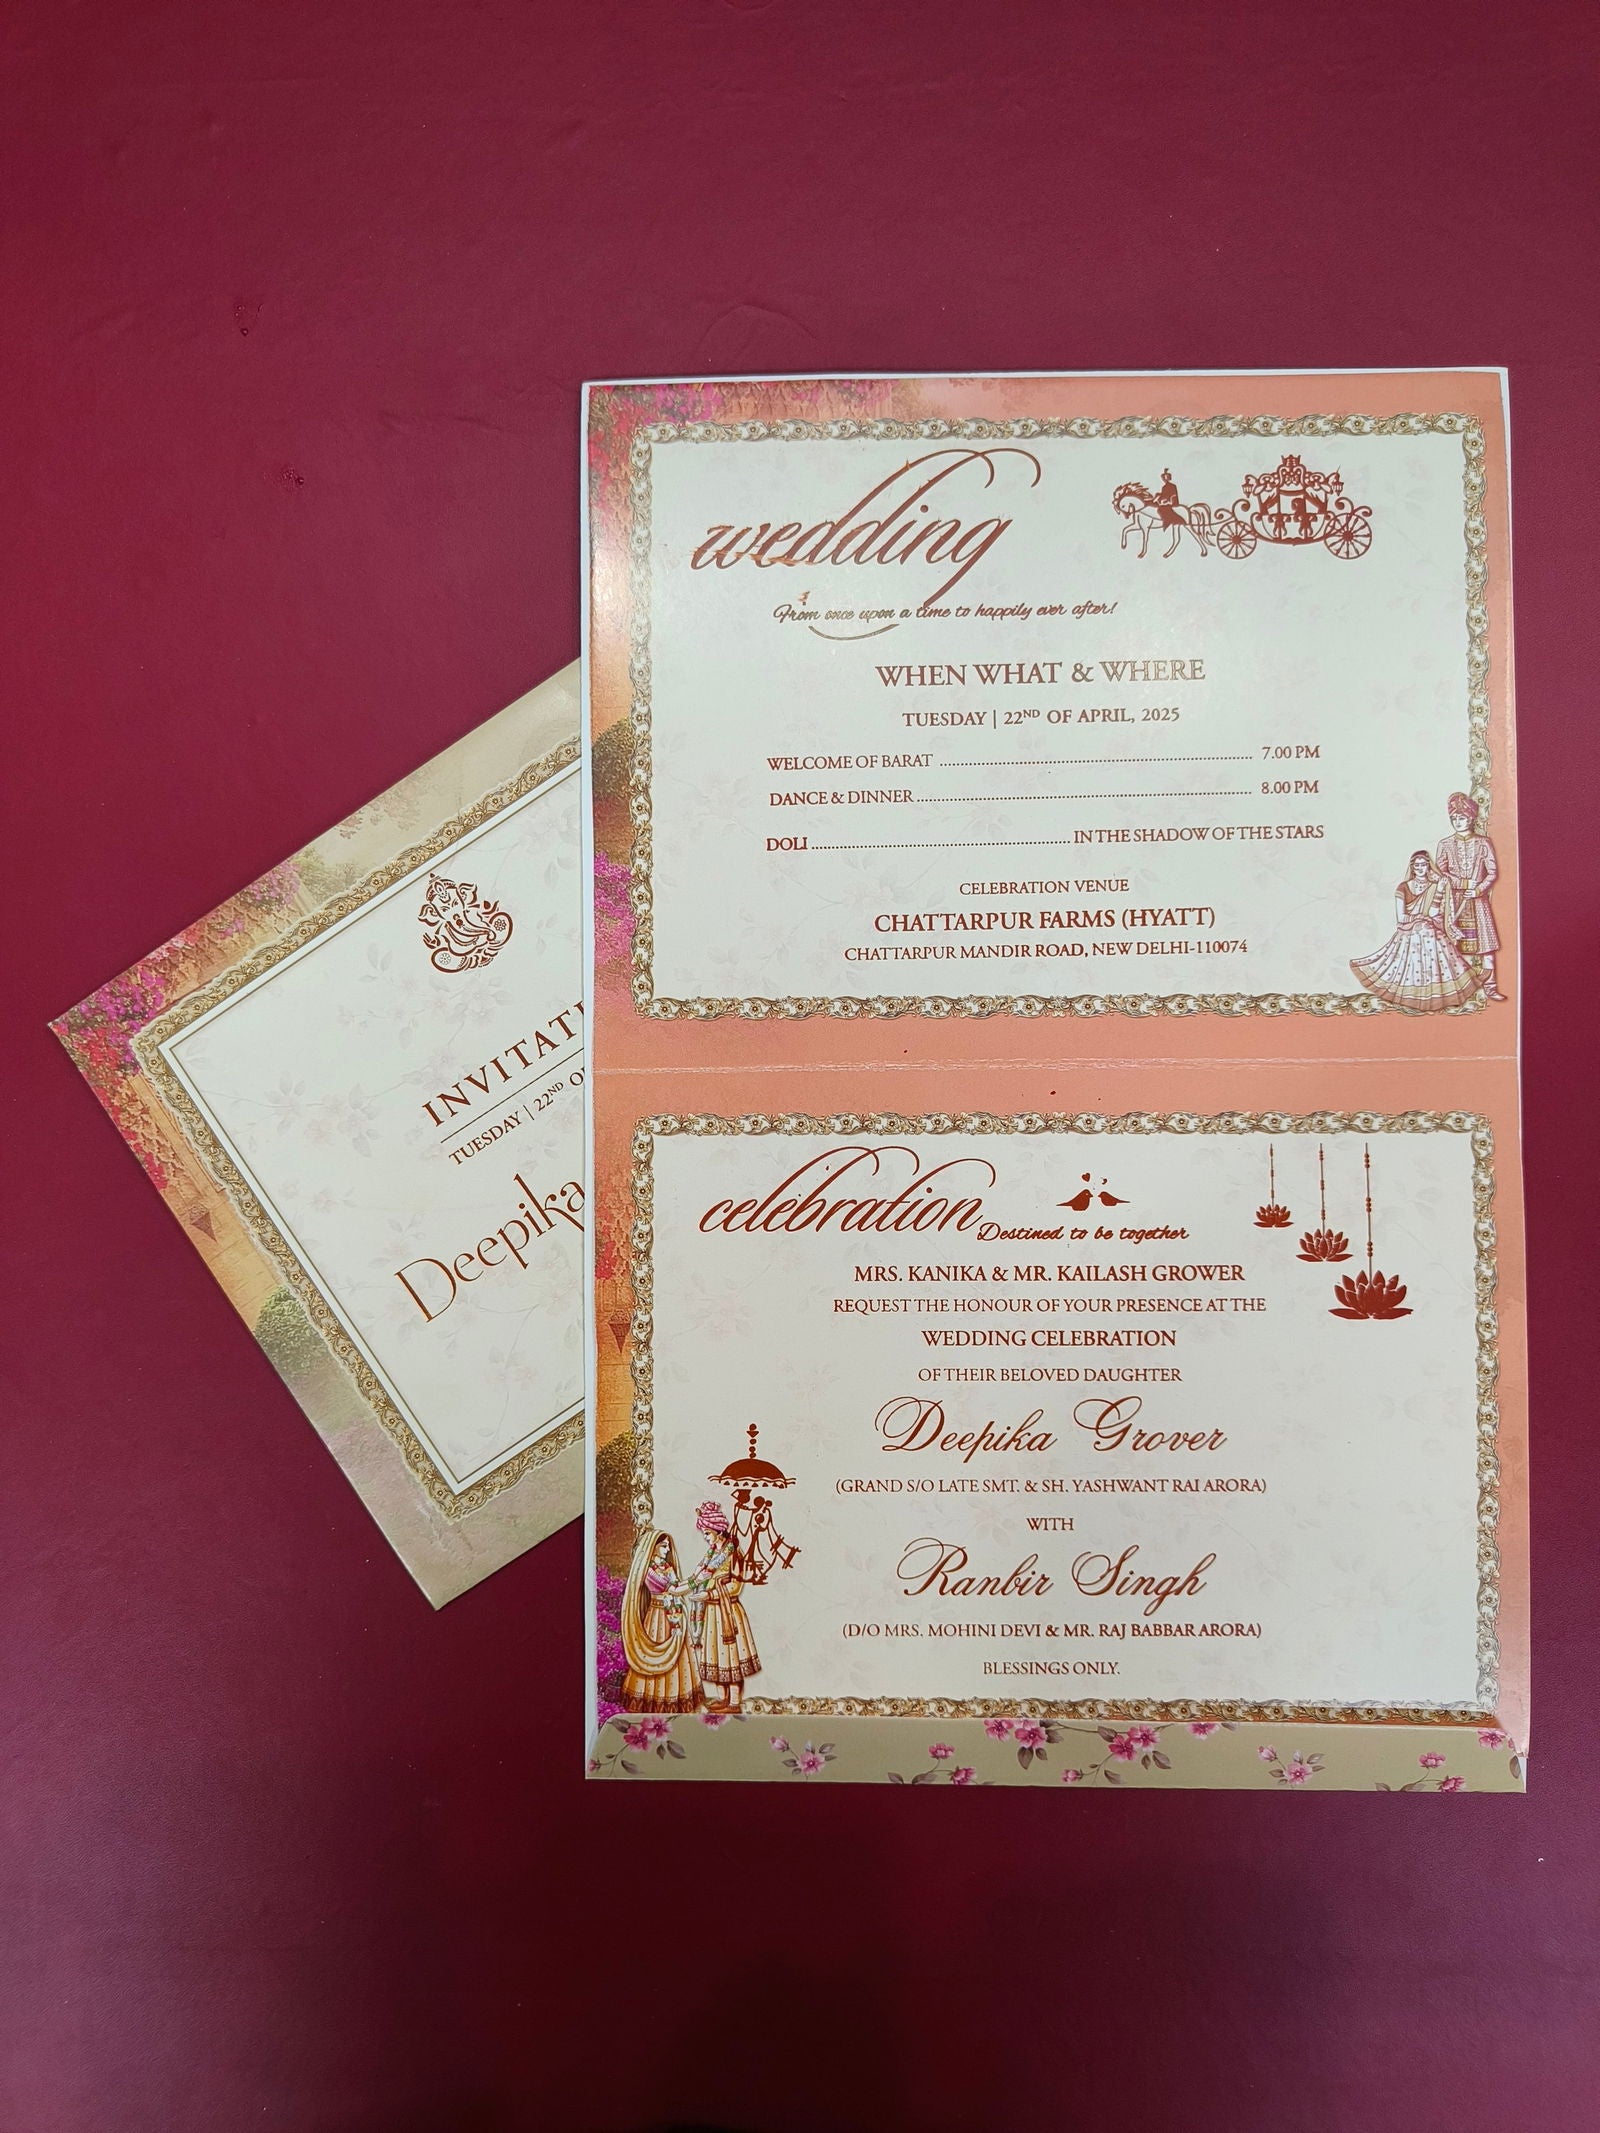 wedding
From once upon a time to happily ever after!
WHEN WHAT & WHERE
TUESDAY | 22ND OF APRIL, 2025
WELCOME OF BARAT ........................ 7.00 PM
DANCE & DINNER ........................ 8.00 PM
DOLI ........................ IN THE SHADOW OF THE STARS
CELEBRATION VENUE
CHATTARPUR FARMS (HYATT)
CHATTARPUR MANDIR ROAD, NEW DELHI-110074
celebration
Destined to be together
MRS. KANIKA & MR. KAILASH GROWER
REQUEST THE HONOUR OF YOUR PRESENCE AT THE
WEDDING CELEBRATION
OF THEIR BELOVED DAUGHTER
Deepika Grover
(GRAND S/O LATE SMT. & SH. YASHWANT RAI ARORA)
WITH
Ranbir Singh
(D/O MRS. MOHINI DEVI & MR. RAJ BABBAR ARORA)
BLESSINGS ONLY.
INVITATI
TUESDAY | 22ND O
Deepika